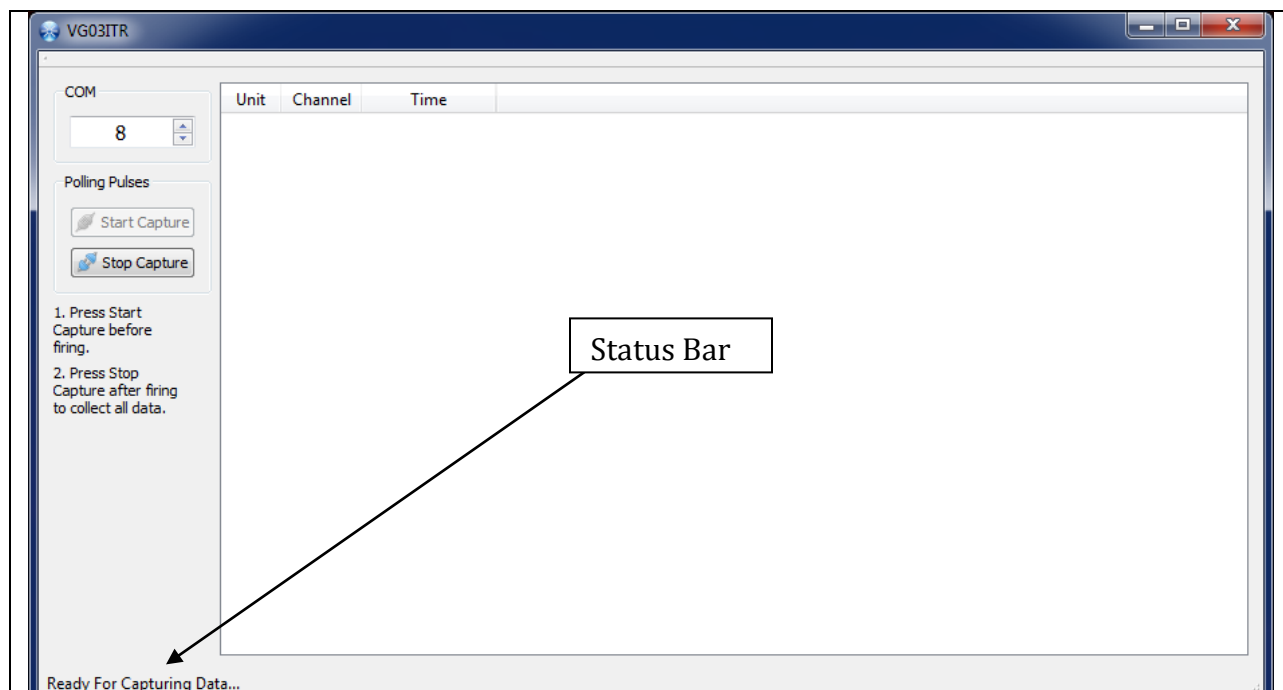 VG03ITR
COM
Unit Channel Time
8
Polling Pulses
Start Capture
Stop Capture
1. Press Start
Capture before
firing.
2. Press Stop
Capture after firing
to collect all data.
Status Bar
Ready For Capturing Data...